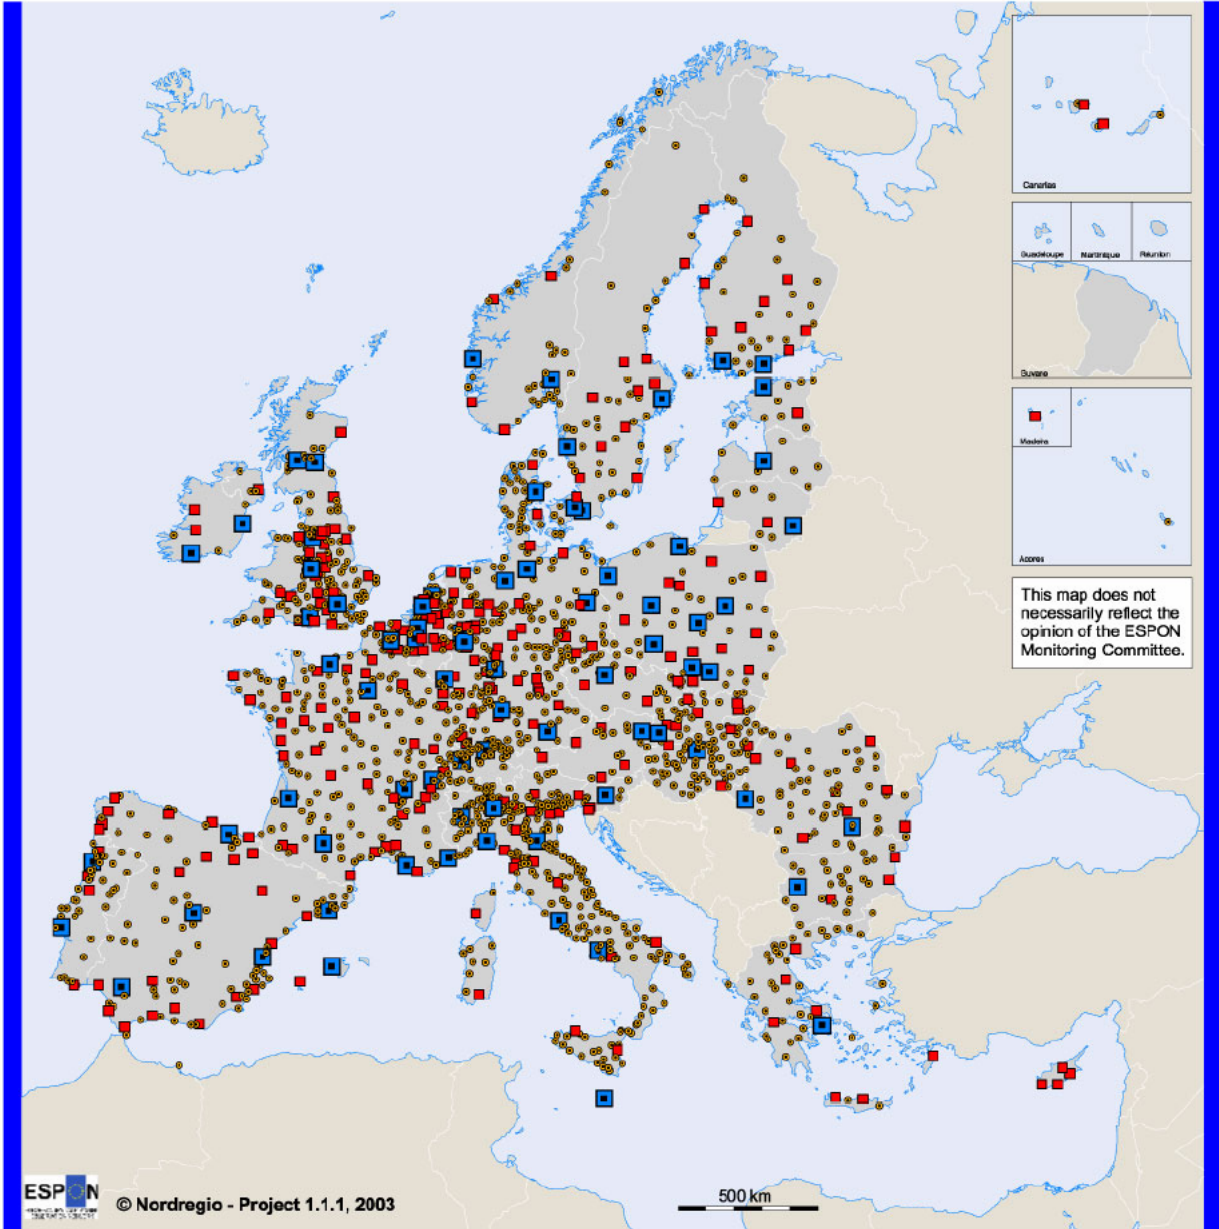 Canarias
Guadeloupe
Martinique
Réunion
Guyane
Madeira
Acores
This map does not
necessarily reflect the
opinion of the ESPON
Monitoring Committee.
ESPON
© Nordregio - Project 1.1.1, 2003
500 km